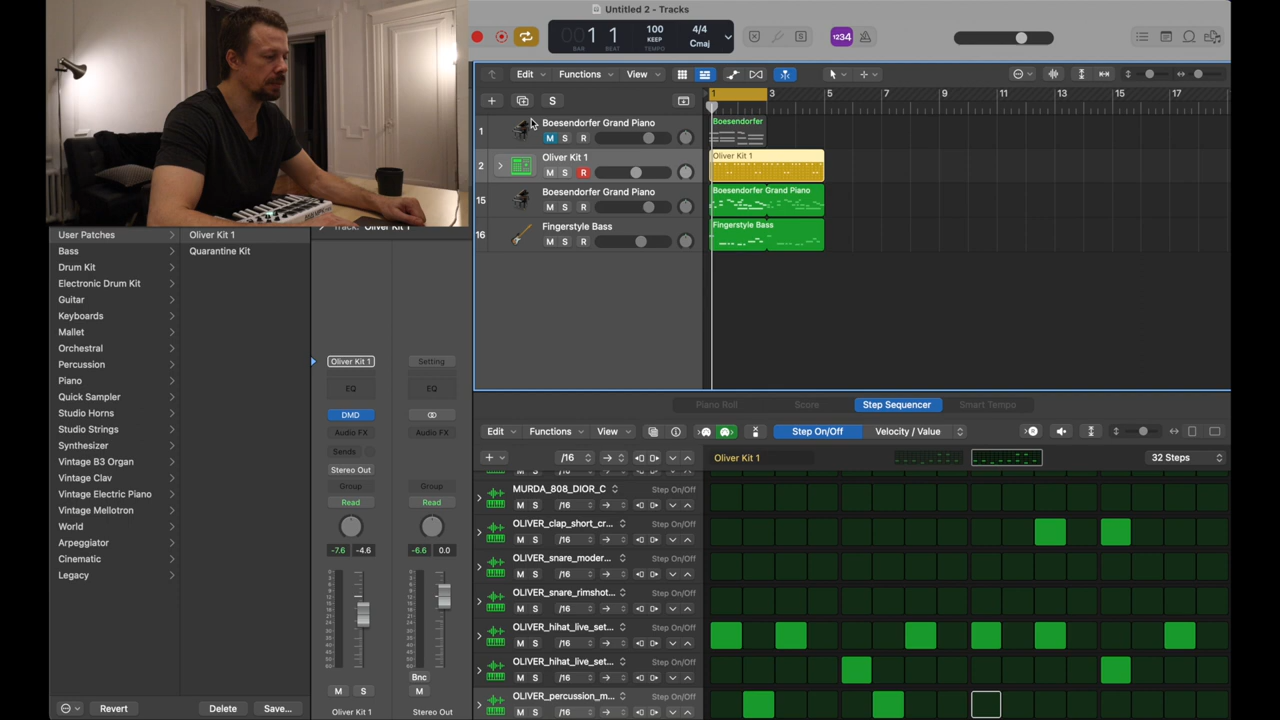 Untitled 2 - Tracks
00 1 1
BAR BEAT
100
KEEP
TEMPO
4/4
Cmaj
1234
Edit Functions View
S
1 3 5 7 9 11 13 15 17
1 Boesendorfer Grand Piano
M S R
Boesendorfer
2 Oliver Kit 1
M S R
Oliver Kit 1
15 Boesendorfer Grand Piano
M S R
Boesendorfer Grand Piano
16 Fingerstyle Bass
M S R
Fingerstyle Bass
Track: Oliver Kit 1
User Patches
Bass
Drum Kit
Electronic Drum Kit
Guitar
Keyboards
Mallet
Orchestral
Percussion
Piano
Quick Sampler
Studio Horns
Studio Strings
Synthesizer
Vintage B3 Organ
Vintage Clav
Vintage Electric Piano
Vintage Mellotron
World
Arpeggiator
Cinematic
Legacy
Oliver Kit 1
Quarantine Kit
Oliver Kit 1 Setting
EQ EQ
DMD
Audio FX Audio FX
Sends
Stereo Out
Group Group
Read Read
-7.6 -4.6 -6.6 0.0
Bnc
M S M
Oliver Kit 1 Stereo Out
Revert Delete Save...
Piano Roll Score Step Sequencer Smart Tempo
Edit Functions View
Step On/Off Velocity / Value
/16 Oliver Kit 1 32 Steps
MURDA_808_DIOR_C Step On/Off
M S /16
OLIVER_clap_short_cr... Step On/Off
M S /16
OLIVER_snare_moder... Step On/Off
M S /16
OLIVER_snare_rimshot... Step On/Off
M S /16
OLIVER_hihat_live_set... Step On/Off
M S /16
OLIVER_hihat_live_set... Step On/Off
M S /16
OLIVER_percussion_m... Step On/Off
M S /16